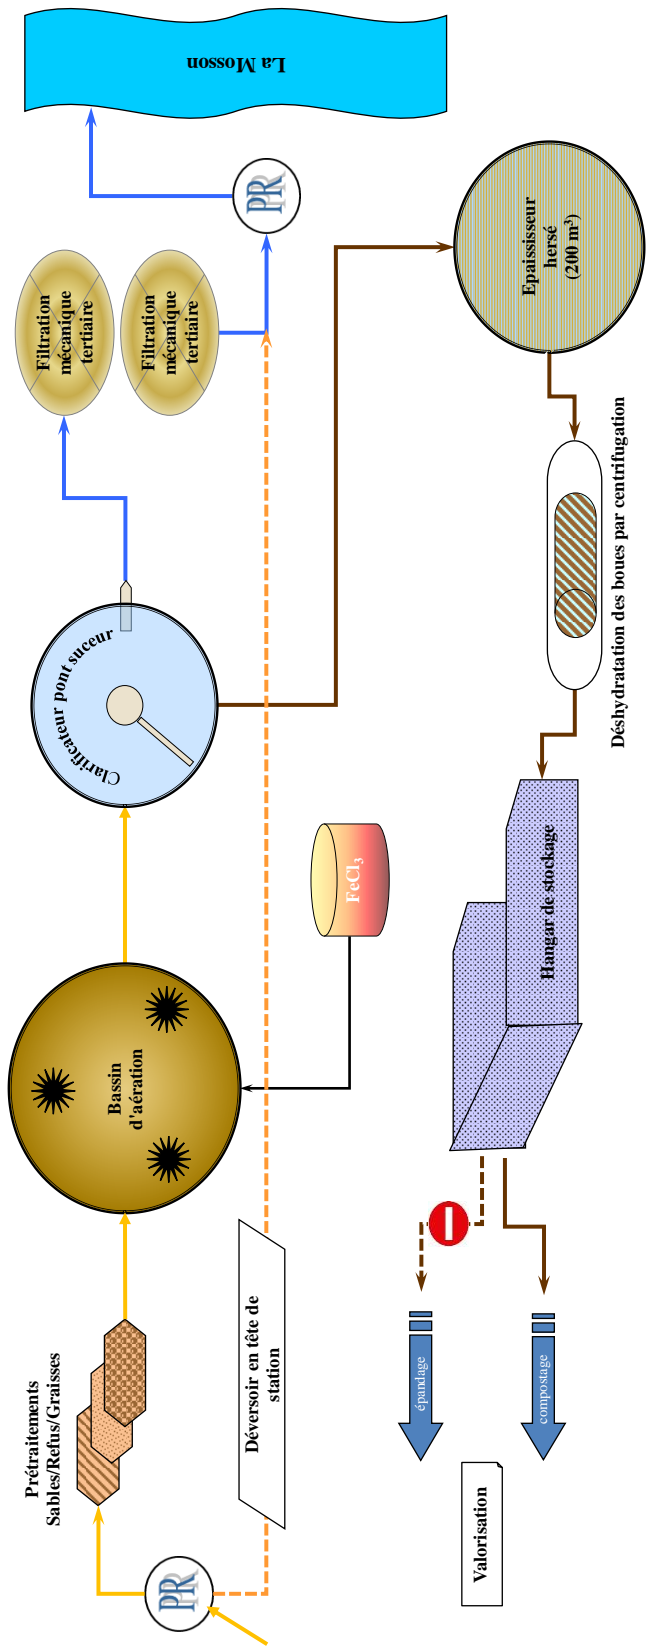 PR
Prétraitements
Sables/Refus/Graisses
Déversoir en tête de
station
Bassin
d'aération
FeCl₃
Clarificateur pont suceur
Filtration
mécanique
tertiaire
Filtration
mécanique
tertiaire
PR
La Mosson
Epaississeur
hersé
(200 m³)
Déshydratation des boues par centrifugation
Hangar de stockage
épandage
compostage
Valorisation